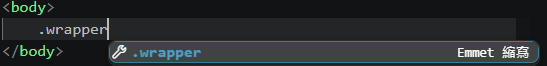 <body>
.wrapper
.wrapper Emmet 縮寫
</body>